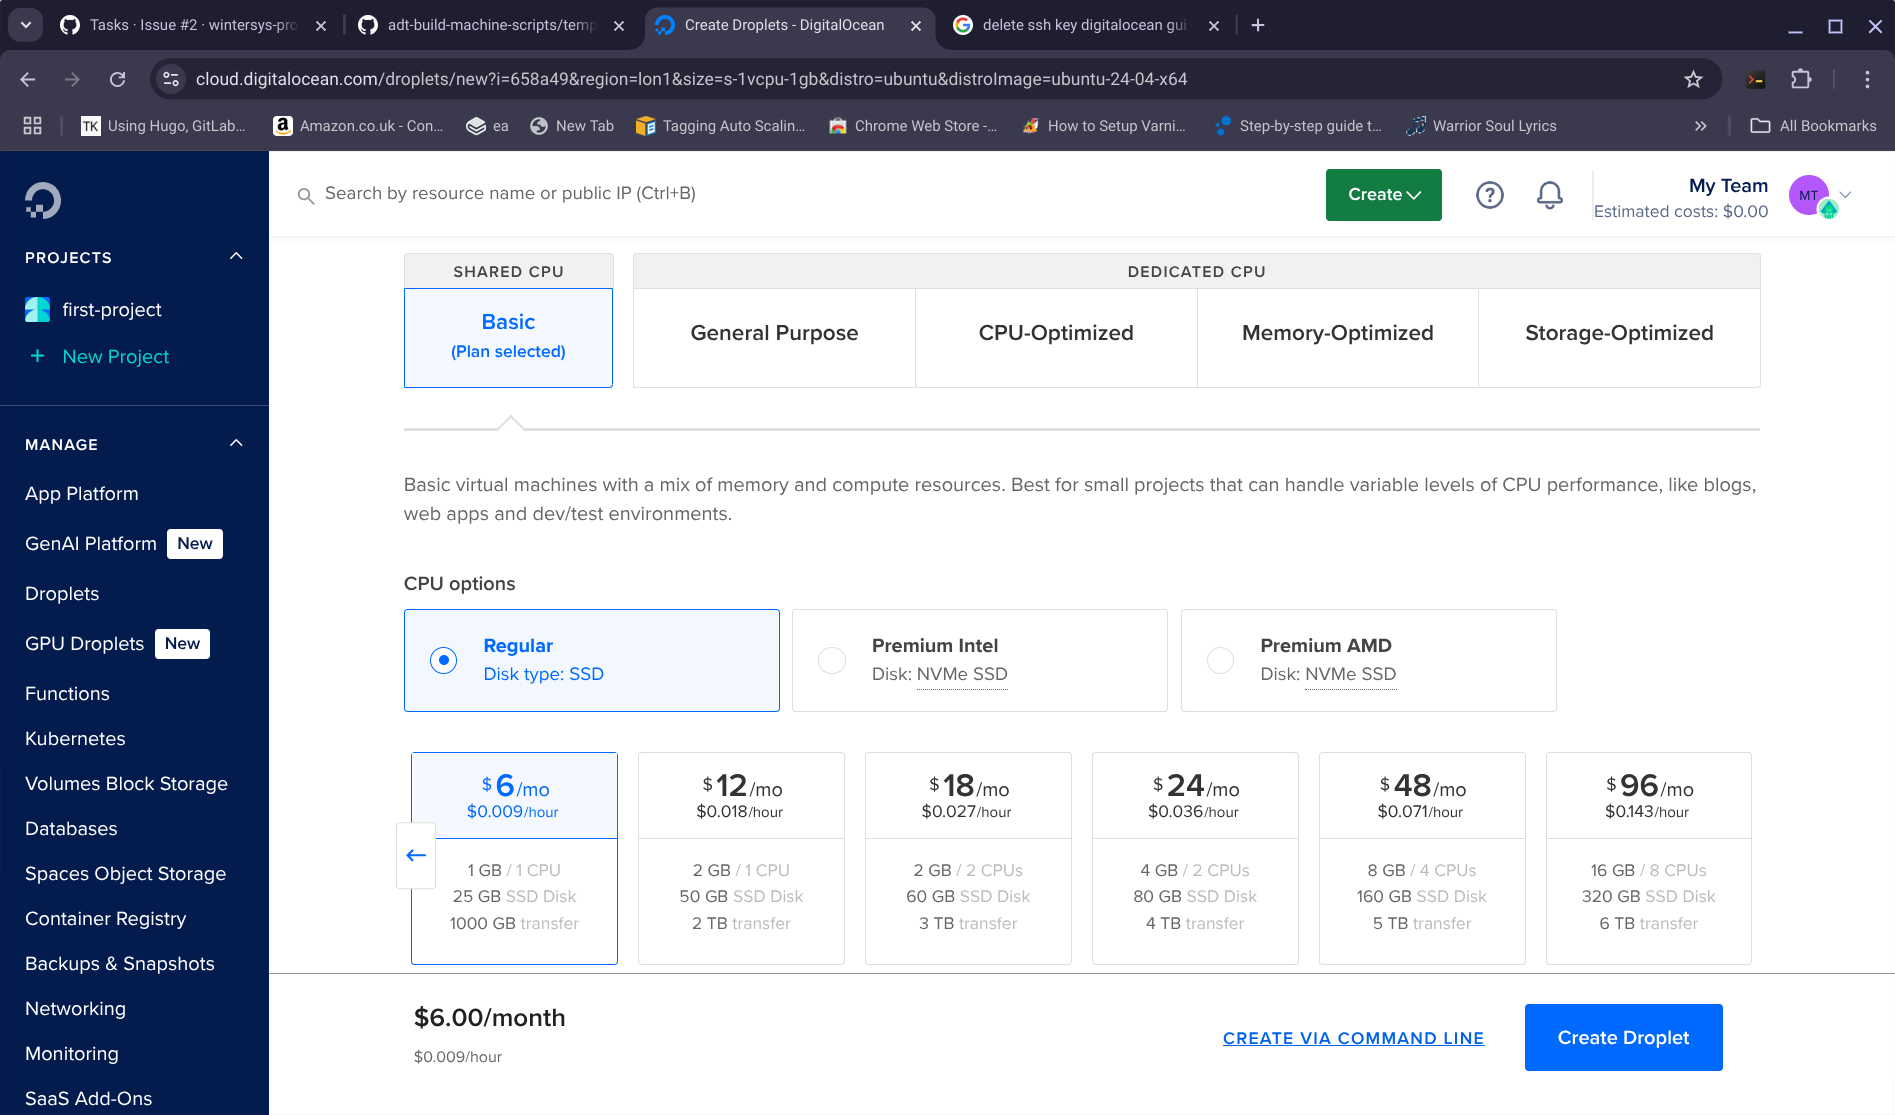 Tasks · Issue #2 · wintersys-pro
adt-build-machine-scripts/temp
Create Droplets - DigitalOcean
delete ssh key digitalocean gui
cloud.digitalocean.com/droplets/new?i=658a49&region=lon1&size=s-1vcpu-1gb&distro=ubuntu&distroImage=ubuntu-24-04-x64
TK Using Hugo, GitLab...
Amazon.co.uk - Con...
ea
New Tab
Tagging Auto Scalin...
Chrome Web Store -...
How to Setup Varni...
Step-by-step guide t...
Warrior Soul Lyrics
All Bookmarks
Search by resource name or public IP (Ctrl+B)
Create
My Team
Estimated costs: $0.00
MT
PROJECTS
first-project
+ New Project
MANAGE
App Platform
GenAI Platform New
Droplets
GPU Droplets New
Functions
Kubernetes
Volumes Block Storage
Databases
Spaces Object Storage
Container Registry
Backups & Snapshots
Networking
Monitoring
SaaS Add-Ons
SHARED CPU
DEDICATED CPU
Basic
(Plan selected)
General Purpose
CPU-Optimized
Memory-Optimized
Storage-Optimized
Basic virtual machines with a mix of memory and compute resources. Best for small projects that can handle variable levels of CPU performance, like blogs,
web apps and dev/test environments.
CPU options
Regular
Disk type: SSD
Premium Intel
Disk: NVMe SSD
Premium AMD
Disk: NVMe SSD
$6/mo
$0.009/hour
1 GB / 1 CPU
25 GB SSD Disk
1000 GB transfer
$12/mo
$0.018/hour
2 GB / 1 CPU
50 GB SSD Disk
2 TB transfer
$18/mo
$0.027/hour
2 GB / 2 CPUs
60 GB SSD Disk
3 TB transfer
$24/mo
$0.036/hour
4 GB / 2 CPUs
80 GB SSD Disk
4 TB transfer
$48/mo
$0.071/hour
8 GB / 4 CPUs
160 GB SSD Disk
5 TB transfer
$96/mo
$0.143/hour
16 GB / 8 CPUs
320 GB SSD Disk
6 TB transfer
$6.00/month
$0.009/hour
CREATE VIA COMMAND LINE
Create Droplet